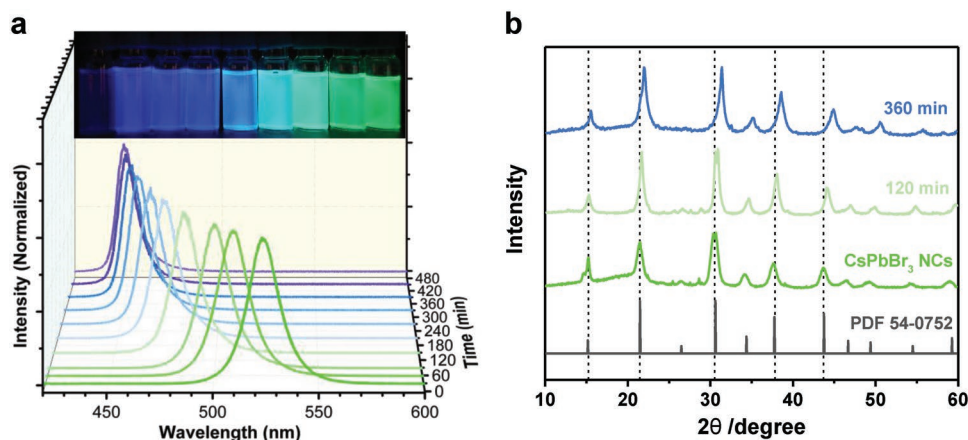 a
Intensity (Normalized)
450
500
550
600
Wavelength (nm)
480
420
360
300
240
180
120
60
0
Time (min)
b
Intensity
360 min
120 min
CsPbBr₃ NCs
PDF 54-0752
10
20
30
40
50
60
2θ /degree